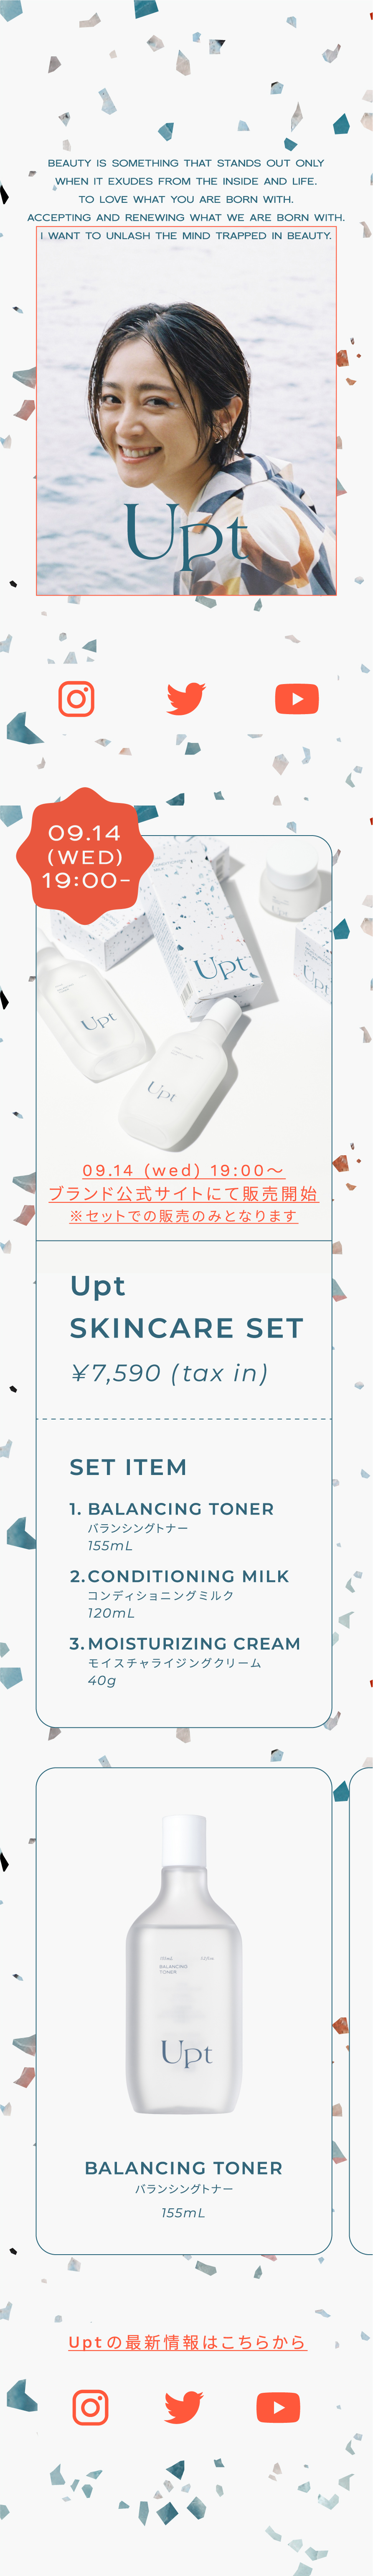 BEAUTY IS SOMETHING THAT STANDS OUT ONLY
WHEN IT EXUDES FROM THE INSIDE AND LIFE.
TO LOVE WHAT YOU ARE BORN WITH.
ACCEPTING AND RENEWING WHAT WE ARE BORN WITH.
I WANT TO UNLASH THE MIND TRAPPED IN BEAUTY.
Upt
09.14
(WED)
19:00-
Upt
Upt
Upt
Upt
09.14 (wed) 19:00～
ブランド公式サイトにて販売開始
※セットでの販売のみとなります
Upt
SKINCARE SET
¥7,590 (tax in)
SET ITEM
1. BALANCING TONER
バランシングトナー
155mL
2. CONDITIONING MILK
コンディショニングミルク
120mL
3. MOISTURIZING CREAM
モイスチャライジングクリーム
40g
BALANCING
TONER
Upt
BALANCING TONER
バランシングトナー
155mL
Uptの最新情報はこちらから